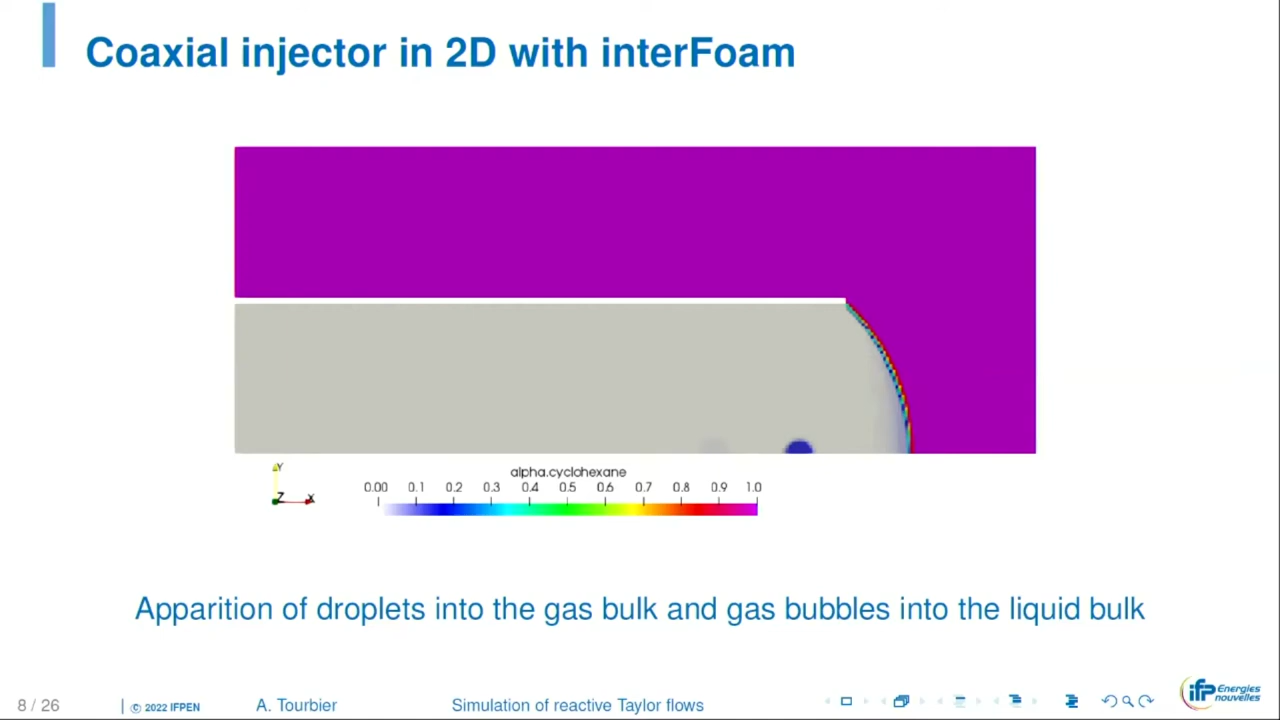 Coaxial injector in 2D with interFoam
alpha.cyclohexane
0.00 0.1 0.2 0.3 0.4 0.5 0.6 0.7 0.8 0.9 1.0
Y
Z X
Apparition of droplets into the gas bulk and gas bubbles into the liquid bulk
8 / 26 | © 2022 IFPEN A. Tourbier Simulation of reactive Taylor flows
ifp Energies
nouvelles